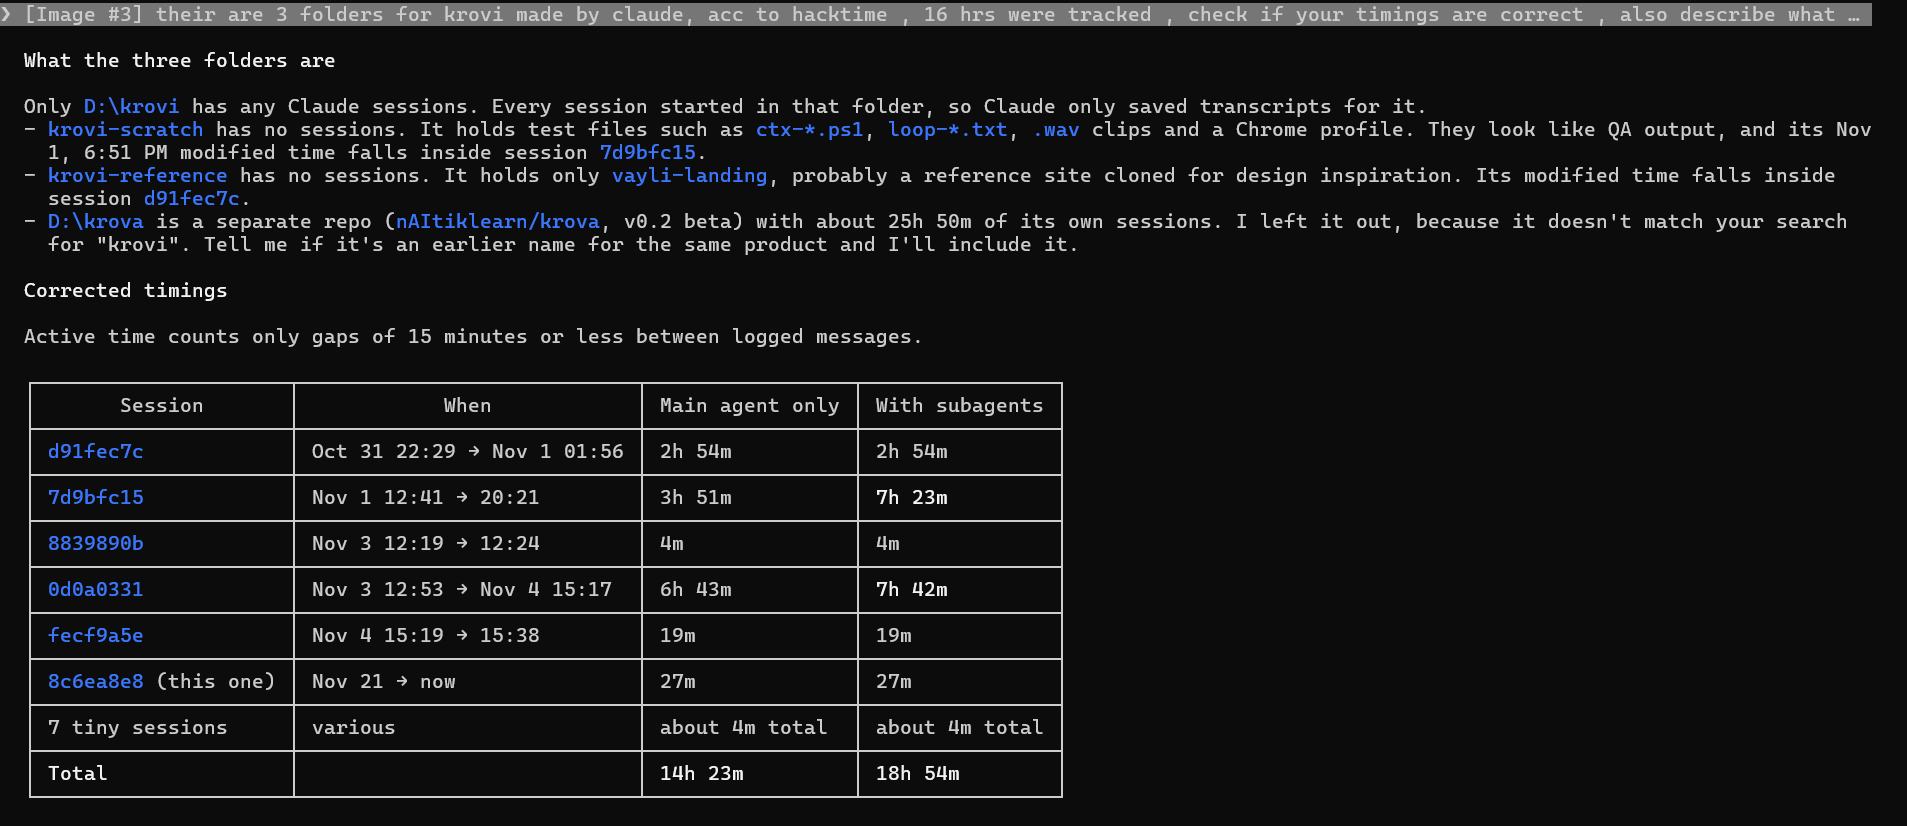 ❯ [Image #3] their are 3 folders for krovi made by claude, acc to hacktime , 16 hrs were tracked , check if your timings are correct , also describe what …
What the three folders are
Only D:\krovi has any Claude sessions. Every session started in that folder, so Claude only saved transcripts for it.
- krovi-scratch has no sessions. It holds test files such as ctx-*.ps1, loop-*.txt, .wav clips and a Chrome profile. They look like QA output, and its Nov
1, 6:51 PM modified time falls inside session 7d9bfc15.
- krovi-reference has no sessions. It holds only vayli-landing, probably a reference site cloned for design inspiration. Its modified time falls inside
session d91fec7c.
- D:\krova is a separate repo (nAItiklearn/krova, v0.2 beta) with about 25h 50m of its own sessions. I left it out, because it doesn't match your search
for "krovi". Tell me if it's an earlier name for the same product and I'll include it.
Corrected timings
Active time counts only gaps of 15 minutes or less between logged messages.
Session When Main agent only With subagents
d91fec7c Oct 31 22:29 → Nov 1 01:56 2h 54m 2h 54m
7d9bfc15 Nov 1 12:41 → 20:21 3h 51m 7h 23m
8839890b Nov 3 12:19 → 12:24 4m 4m
0d0a0331 Nov 3 12:53 → Nov 4 15:17 6h 43m 7h 42m
fecf9a5e Nov 4 15:19 → 15:38 19m 19m
8c6ea8e8 (this one) Nov 21 → now 27m 27m
7 tiny sessions various about 4m total about 4m total
Total 14h 23m 18h 54m